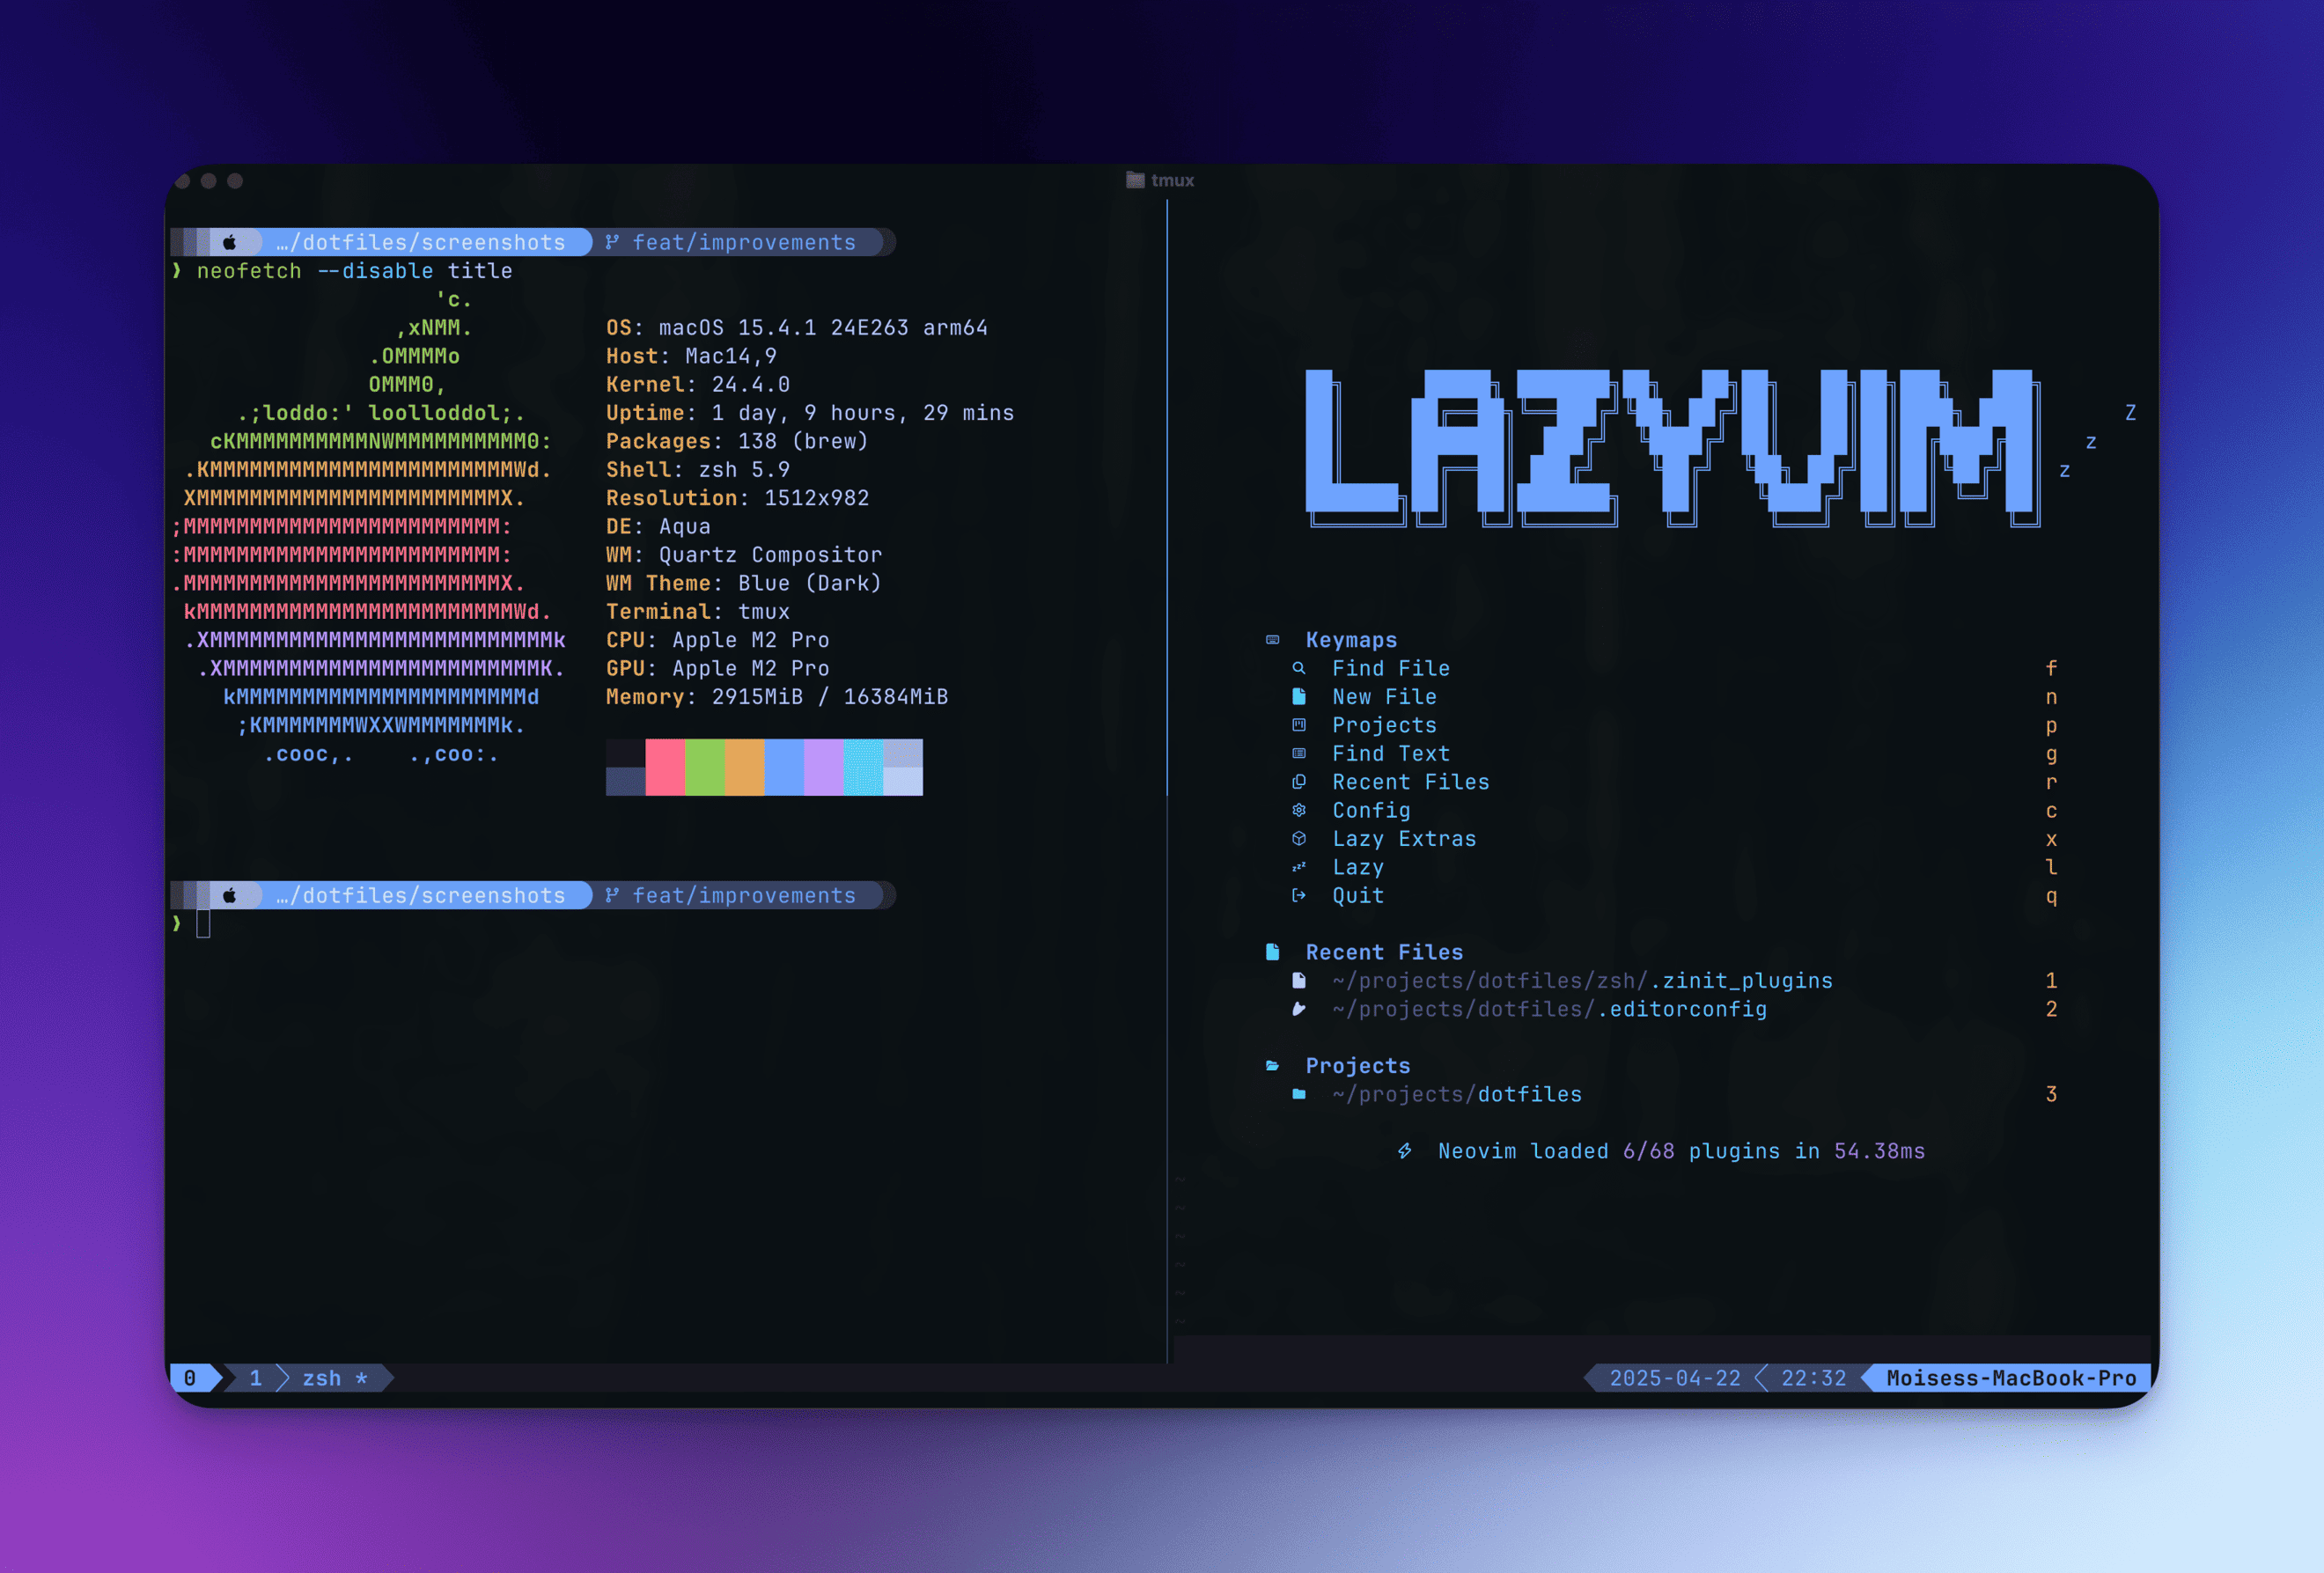 tmux
…/dotfiles/screenshots feat/improvements
❯ neofetch --disable title
'c.
,xNMM.
.OMMMMo
OMMM0,
.;loddo:' loolloddol;.
cKMMMMMMMMMMNWMMMMMMMMMM0:
.KMMMMMMMMMMMMMMMMMMMMMMMWd.
XMMMMMMMMMMMMMMMMMMMMMMMX.
;MMMMMMMMMMMMMMMMMMMMMMMM:
:MMMMMMMMMMMMMMMMMMMMMMMM:
.MMMMMMMMMMMMMMMMMMMMMMMMX.
kMMMMMMMMMMMMMMMMMMMMMMMMWd.
.XMMMMMMMMMMMMMMMMMMMMMMMMMMk
.XMMMMMMMMMMMMMMMMMMMMMMMMK.
kMMMMMMMMMMMMMMMMMMMMMMd
;KMMMMMMMWXXWMMMMMMMk.
.cooc,. .,coo:.
OS: macOS 15.4.1 24E263 arm64
Host: Mac14,9
Kernel: 24.4.0
Uptime: 1 day, 9 hours, 29 mins
Packages: 138 (brew)
Shell: zsh 5.9
Resolution: 1512x982
DE: Aqua
WM: Quartz Compositor
WM Theme: Blue (Dark)
Terminal: tmux
CPU: Apple M2 Pro
GPU: Apple M2 Pro
Memory: 2915MiB / 16384MiB
…/dotfiles/screenshots feat/improvements
❯
LAZYVIM
Z
z
z
Keymaps
Find File f
New File n
Projects p
Find Text g
Recent Files r
Config c
Lazy Extras x
Lazy l
Quit q
Recent Files
~/projects/dotfiles/zsh/.zinit_plugins 1
~/projects/dotfiles/.editorconfig 2
Projects
~/projects/dotfiles 3
Neovim loaded 6/68 plugins in 54.38ms
~
~
~
~
~
~
0 1 zsh * 2025-04-22 22:32 Moisess-MacBook-Pro